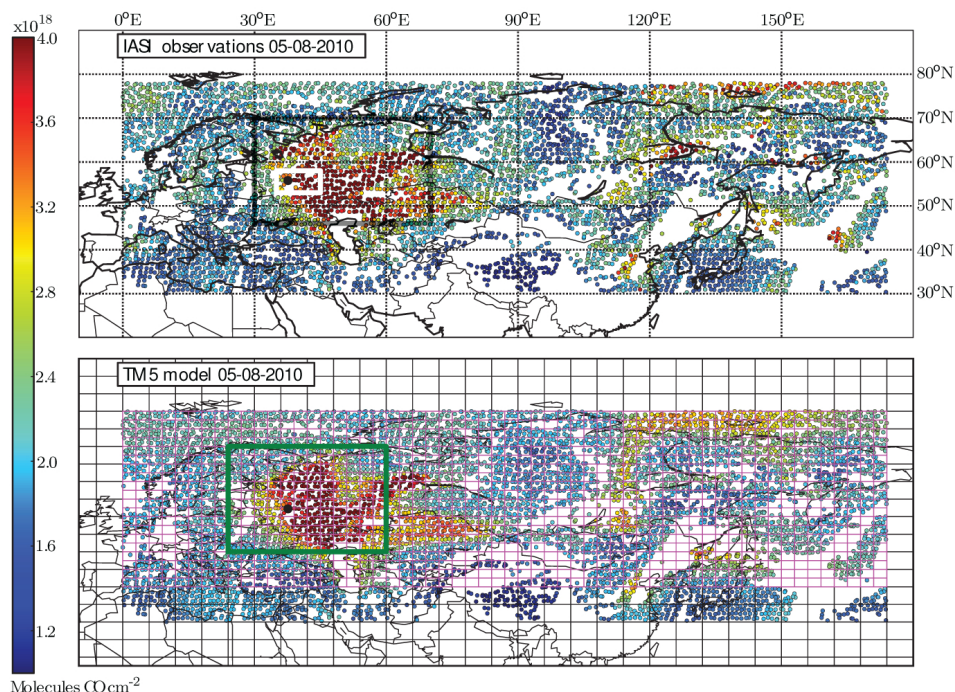 x10¹⁸
0°E 30°E 60°E 90°E 120°E 150°E
4.0
IASI observations 05-08-2010
80°N
70°N
3.6
60°N
50°N
3.2
40°N
30°N
2.8
TM5 model 05-08-2010
2.4
2.0
1.6
1.2
Molecules CO cm⁻²